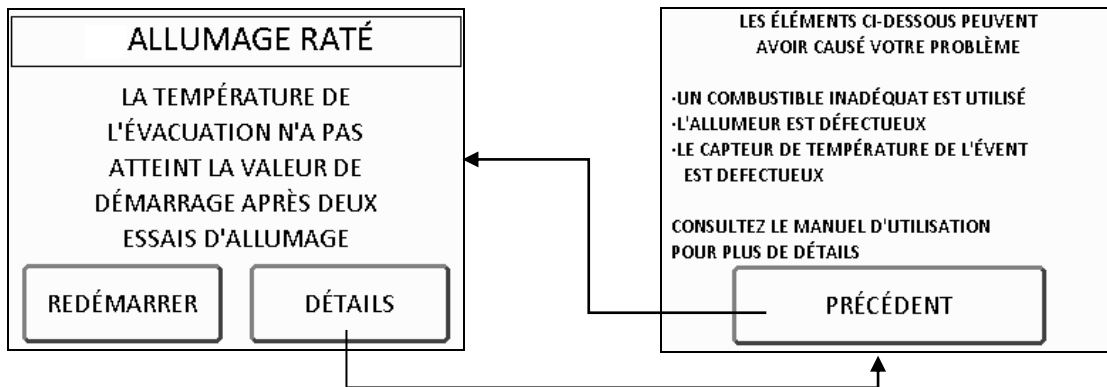 ALLUMAGE RATÉ
LA TEMPÉRATURE DE
L'ÉVACUATION N'A PAS
ATTEINT LA VALEUR DE
DÉMARRAGE APRÈS DEUX
ESSAIS D'ALLUMAGE
REDÉMARRER
DÉTAILS
LES ÉLÉMENTS CI-DESSOUS PEUVENT
AVOIR CAUSÉ VOTRE PROBLÈME
·UN COMBUSTIBLE INADÉQUAT EST UTILISÉ
·L'ALLUMEUR EST DÉFECTUEUX
·LE CAPTEUR DE TEMPÉRATURE DE L'ÉVENT
EST DEFECTUEUX
CONSULTEZ LE MANUEL D'UTILISATION
POUR PLUS DE DÉTAILS
PRÉCÉDENT